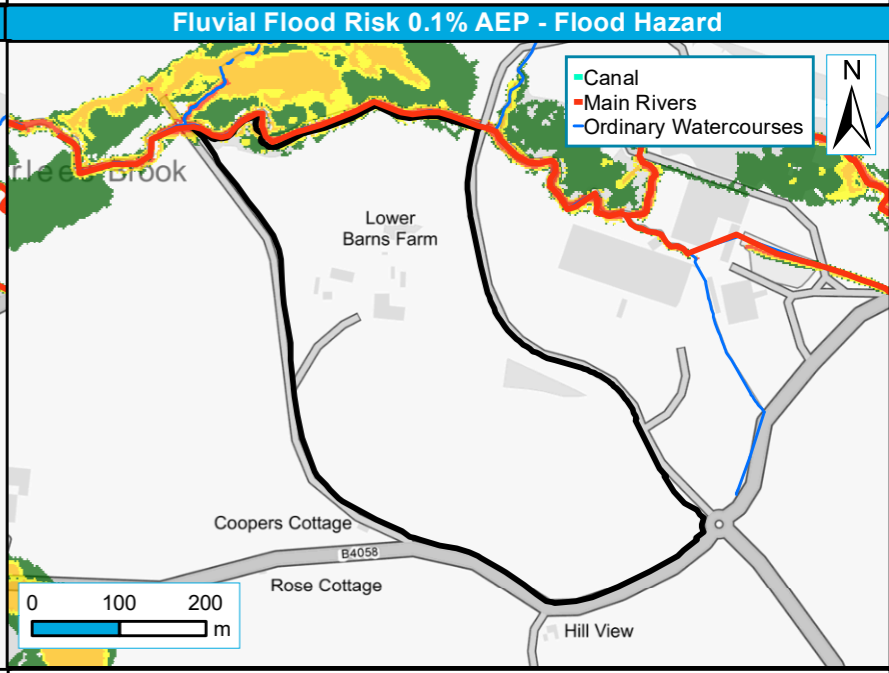 Fluvial Flood Risk 0.1% AEP - Flood Hazard
Canal
Main Rivers
Ordinary Watercourses
N
Brook
Lower
Barns Farm
Coopers Cottage
B4058
Rose Cottage
0 100 200
m
Hill View